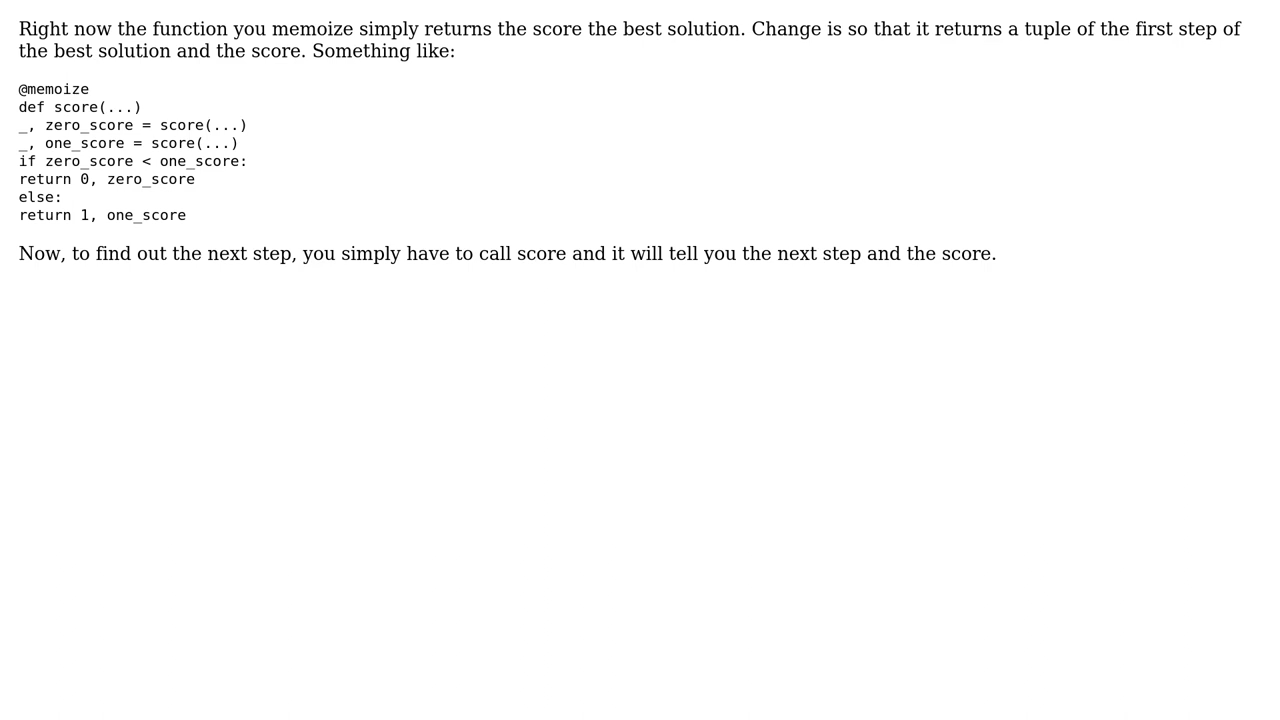 Right now the function you memoize simply returns the score the best solution. Change is so that it returns a tuple of the first step of
the best solution and the score. Something like:
@memoize
def score(...)
_, zero_score = score(...)
_, one_score = score(...)
if zero_score < one_score:
return 0, zero_score
else:
return 1, one_score
Now, to find out the next step, you simply have to call score and it will tell you the next step and the score.